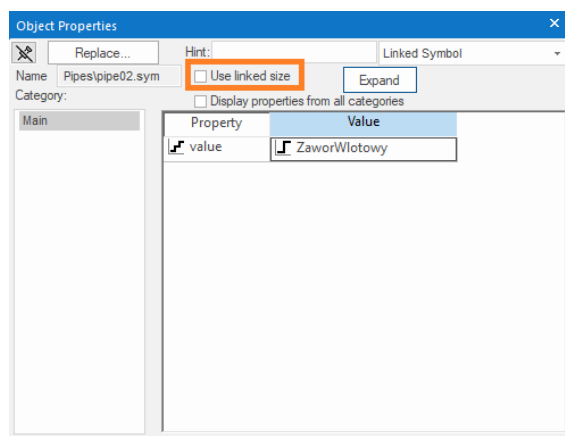 Object Properties
Replace... Hint: Linked Symbol
Name Pipes\pipe02.sym Use linked size Expand
Category: Display properties from all categories
Main Property Value
value ZaworWlotowy